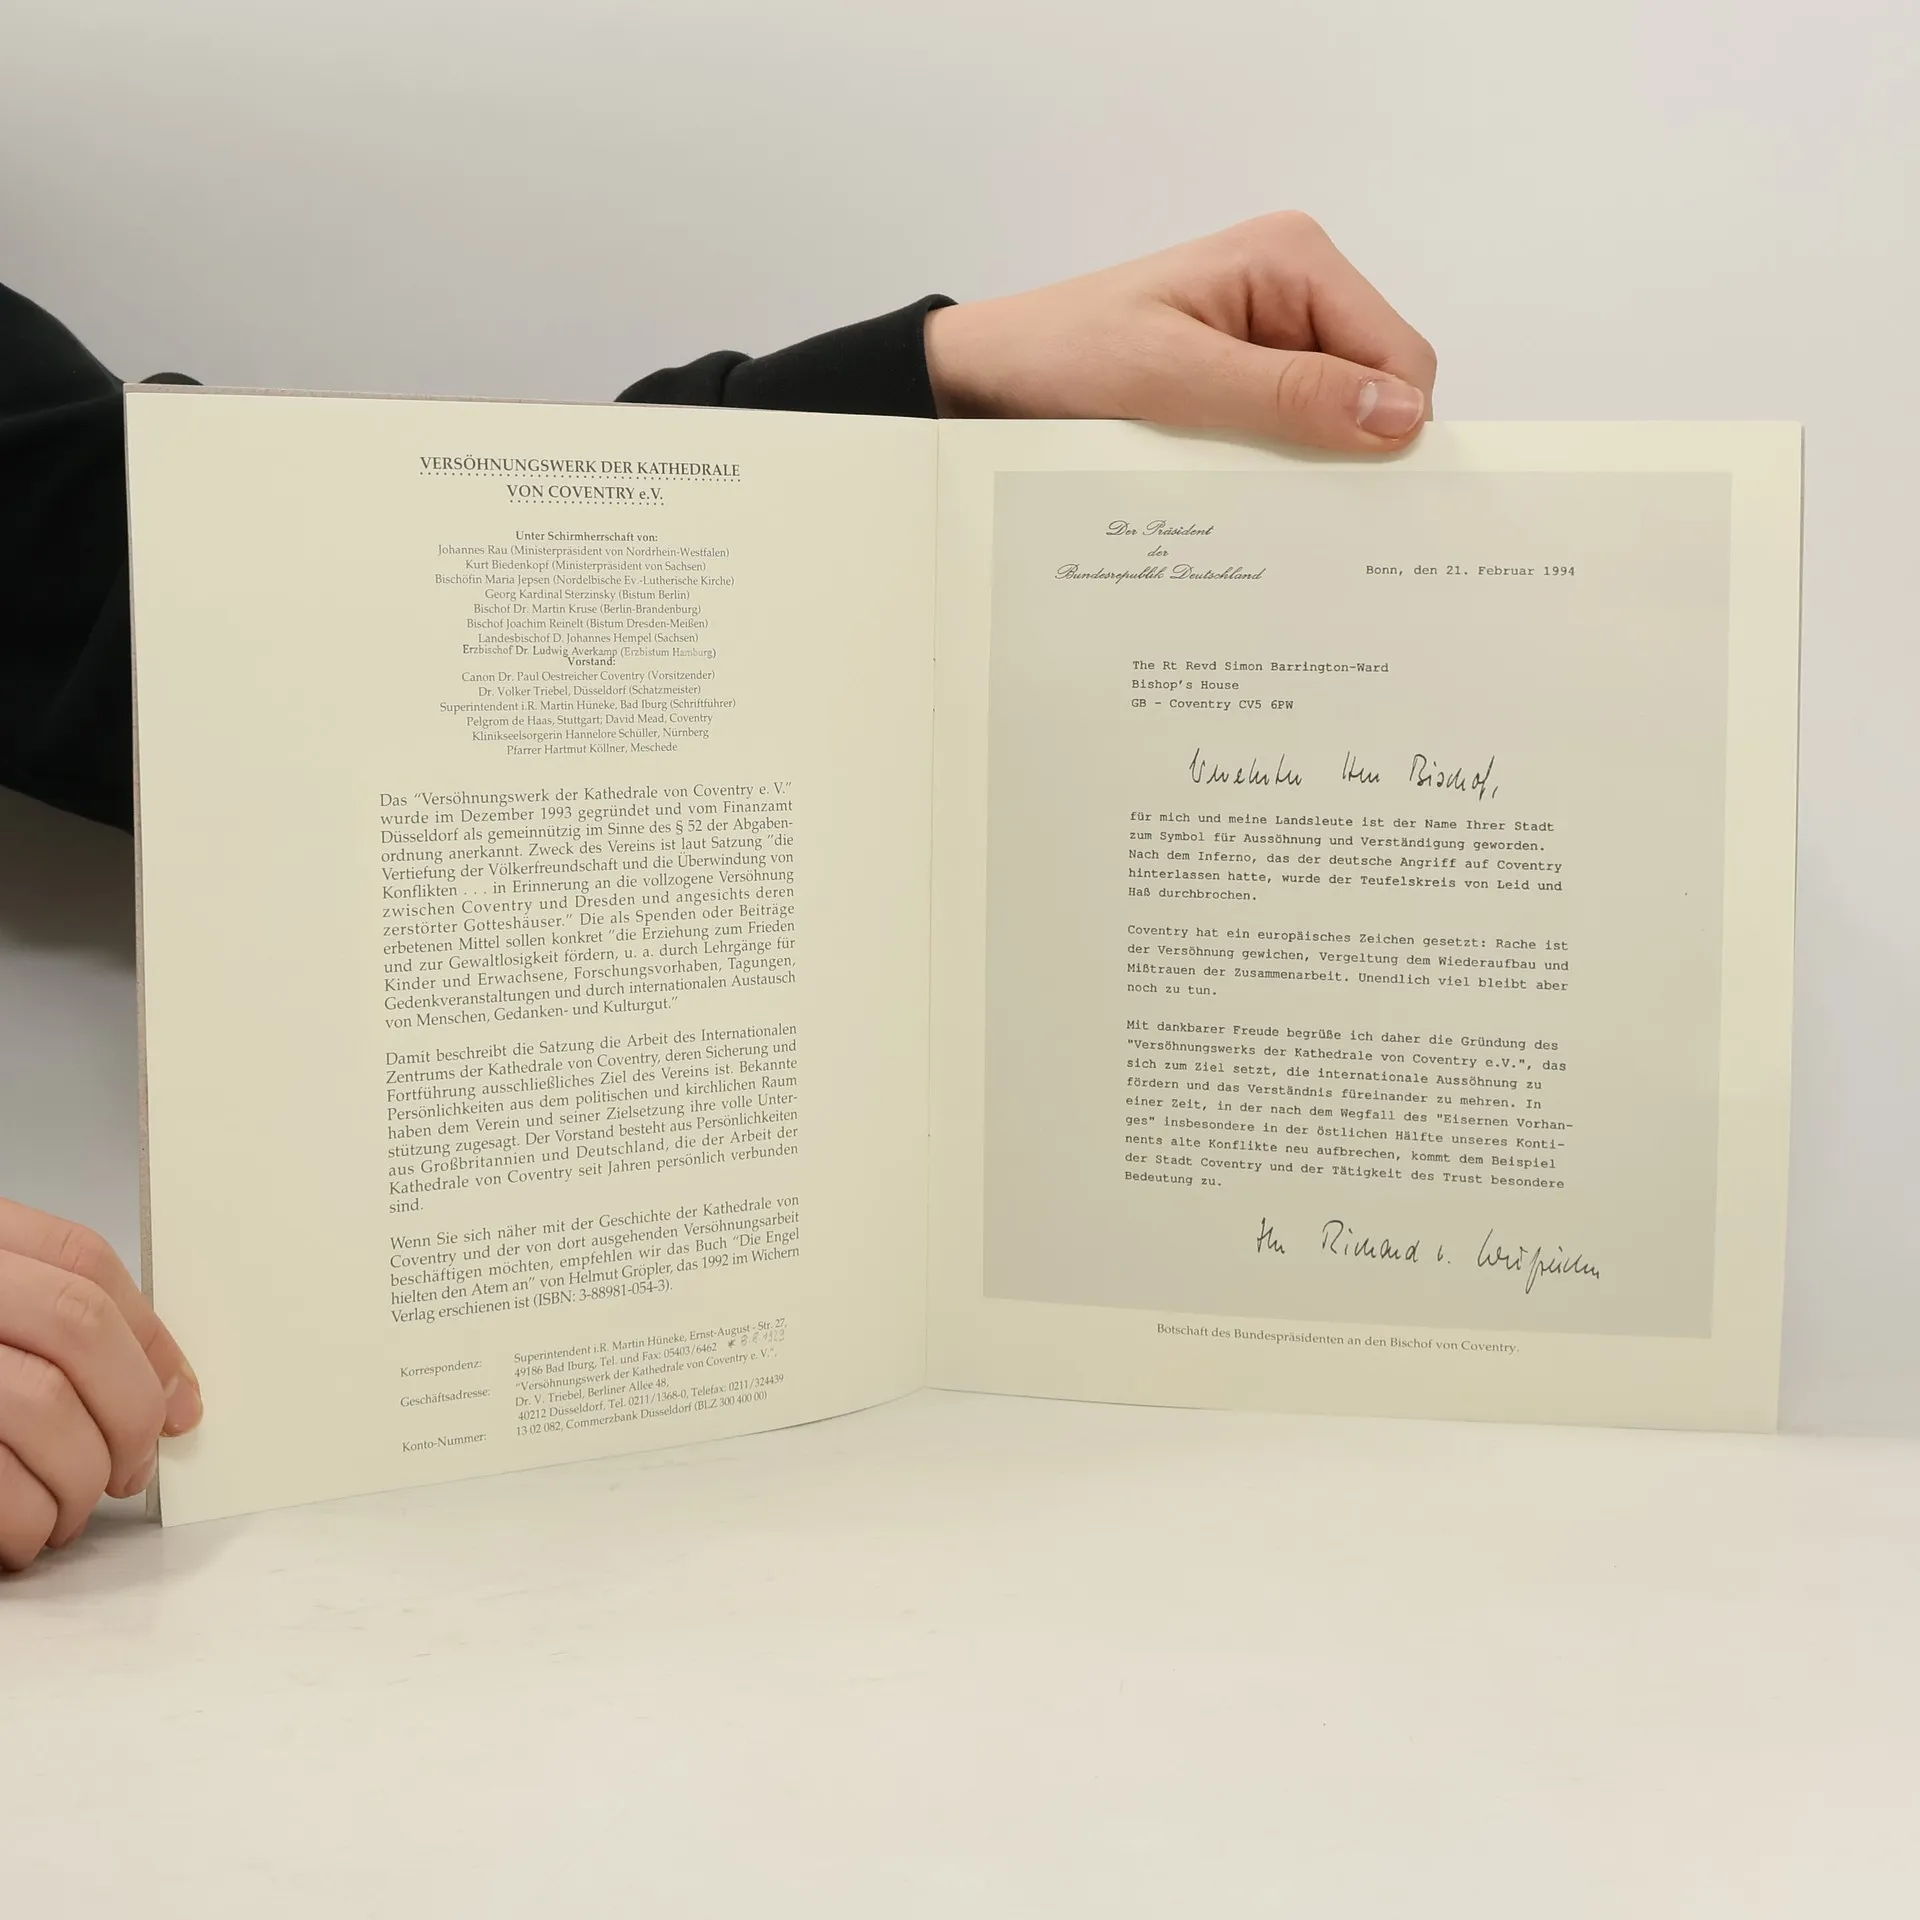 VERSÖHNUNGSWERK DER KATHEDRALE
VON COVENTRY e.V.
Unter Schirmherrschaft von:
Johannes Rau (Ministerpräsident von Nordrhein-Westfalen)
Kurt Biedenkopf (Ministerpräsident von Sachsen)
Bischöfin Maria Jepsen (Nordelbische Ev.-Lutherische Kirche)
Georg Kardinal Sterzinsky (Bistum Berlin)
Bischof Dr. Martin Kruse (Berlin-Brandenburg)
Bischof Joachim Reinelt (Bistum Dresden-Meißen)
Landesbischof D. Johannes Hempel (Sachsen)
Erzbischof Dr. Ludwig Averkamp (Erzbistum Hamburg)
Vorstand:
Canon Dr. Paul Oestreicher Coventry (Vorsitzender)
Dr. Volker Triebel, Düsseldorf (Schatzmeister)
Superintendent i.R. Martin Hüneke, Bad Iburg (Schriftführer)
Pelgrom de Haas, Stuttgart; David Mead, Coventry
Klinikseelsorgerin Hannelore Schüller, Nürnberg
Pfarrer Hartmut Köllner, Meschede
Das "Versöhnungswerk der Kathedrale von Coventry e. V."
wurde im Dezember 1993 gegründet und vom Finanzamt
Düsseldorf als gemeinnützig im Sinne des § 52 der Abgaben-
ordnung anerkannt. Zweck des Vereins ist laut Satzung "die
Vertiefung der Völkerfreundschaft und die Überwindung von
Konflikten . . . in Erinnerung an die vollzogene Versöhnung
zwischen Coventry und Dresden und angesichts deren
zerstörter Gotteshäuser." Die als Spenden oder Beiträge
erbetenen Mittel sollen konkret "die Erziehung zum Frieden
und zur Gewaltlosigkeit fördern, u. a. durch Lehrgänge für
Kinder und Erwachsene, Forschungsvorhaben, Tagungen,
Gedenkveranstaltungen und durch internationalen Austausch
von Menschen, Gedanken- und Kulturgut."
Damit beschreibt die Satzung die Arbeit des Internationalen
Zentrums der Kathedrale von Coventry, deren Sicherung und
Fortführung ausschließliches Ziel des Vereins ist. Bekannte
Persönlichkeiten aus dem politischen und kirchlichen Raum
haben dem Verein und seiner Zielsetzung ihre volle Unter-
stützung zugesagt. Der Vorstand besteht aus Persönlichkeiten
aus Großbritannien und Deutschland, die der Arbeit der
Kathedrale von Coventry seit Jahren persönlich verbunden
sind.
Wenn Sie sich näher mit der Geschichte der Kathedrale von
Coventry und der von dort ausgehenden Versöhnungsarbeit
beschäftigen möchten, empfehlen wir das Buch "Die Engel
hielten den Atem an" von Helmut Gröpler, das 1992 im Wichern
Verlag erschienen ist (ISBN: 3-88981-054-3).
Korrespondenz: Superintendent i.R. Martin Hüneke, Ernst-August - Str. 27,
49186 Bad Iburg, Tel. und Fax: 05403/6462
Geschäftsadresse: "Versöhnungswerk der Kathedrale von Coventry e. V.",
Dr. V. Triebel, Berliner Allee 48,
40212 Düsseldorf, Tel. 0211/1368-0, Telefax: 0211/324439
Konto-Nummer: 13 02 082, Commerzbank Düsseldorf (BLZ 300 400 00)
Der Präsident
der
Bundesrepublik Deutschland
Bonn, den 21. Februar 1994
The Rt Revd Simon Barrington-Ward
Bishop's House
GB - Coventry CV5 6PW
Verehrter Herr Bischof,
für mich und meine Landsleute ist der Name Ihrer Stadt
zum Symbol für Aussöhnung und Verständigung geworden.
Nach dem Inferno, das der deutsche Angriff auf Coventry
hinterlassen hatte, wurde der Teufelskreis von Leid und
Haß durchbrochen.
Coventry hat ein europäisches Zeichen gesetzt: Rache ist
der Versöhnung gewichen, Vergeltung dem Wiederaufbau und
Mißtrauen der Zusammenarbeit. Unendlich viel bleibt aber
noch zu tun.
Mit dankbarer Freude begrüße ich daher die Gründung des
"Versöhnungswerks der Kathedrale von Coventry e.V.", das
sich zum Ziel setzt, die internationale Aussöhnung zu
fördern und das Verständnis füreinander zu mehren. In
einer Zeit, in der nach dem Wegfall des "Eisernen Vorhan-
ges" insbesondere in der östlichen Hälfte unseres Konti-
nents alte Konflikte neu aufbrechen, kommt dem Beispiel
der Stadt Coventry und der Tätigkeit des Trust besondere
Bedeutung zu.
Ihr Richard v. Weizsäcker
Botschaft des Bundespräsidenten an den Bischof von Coventry.